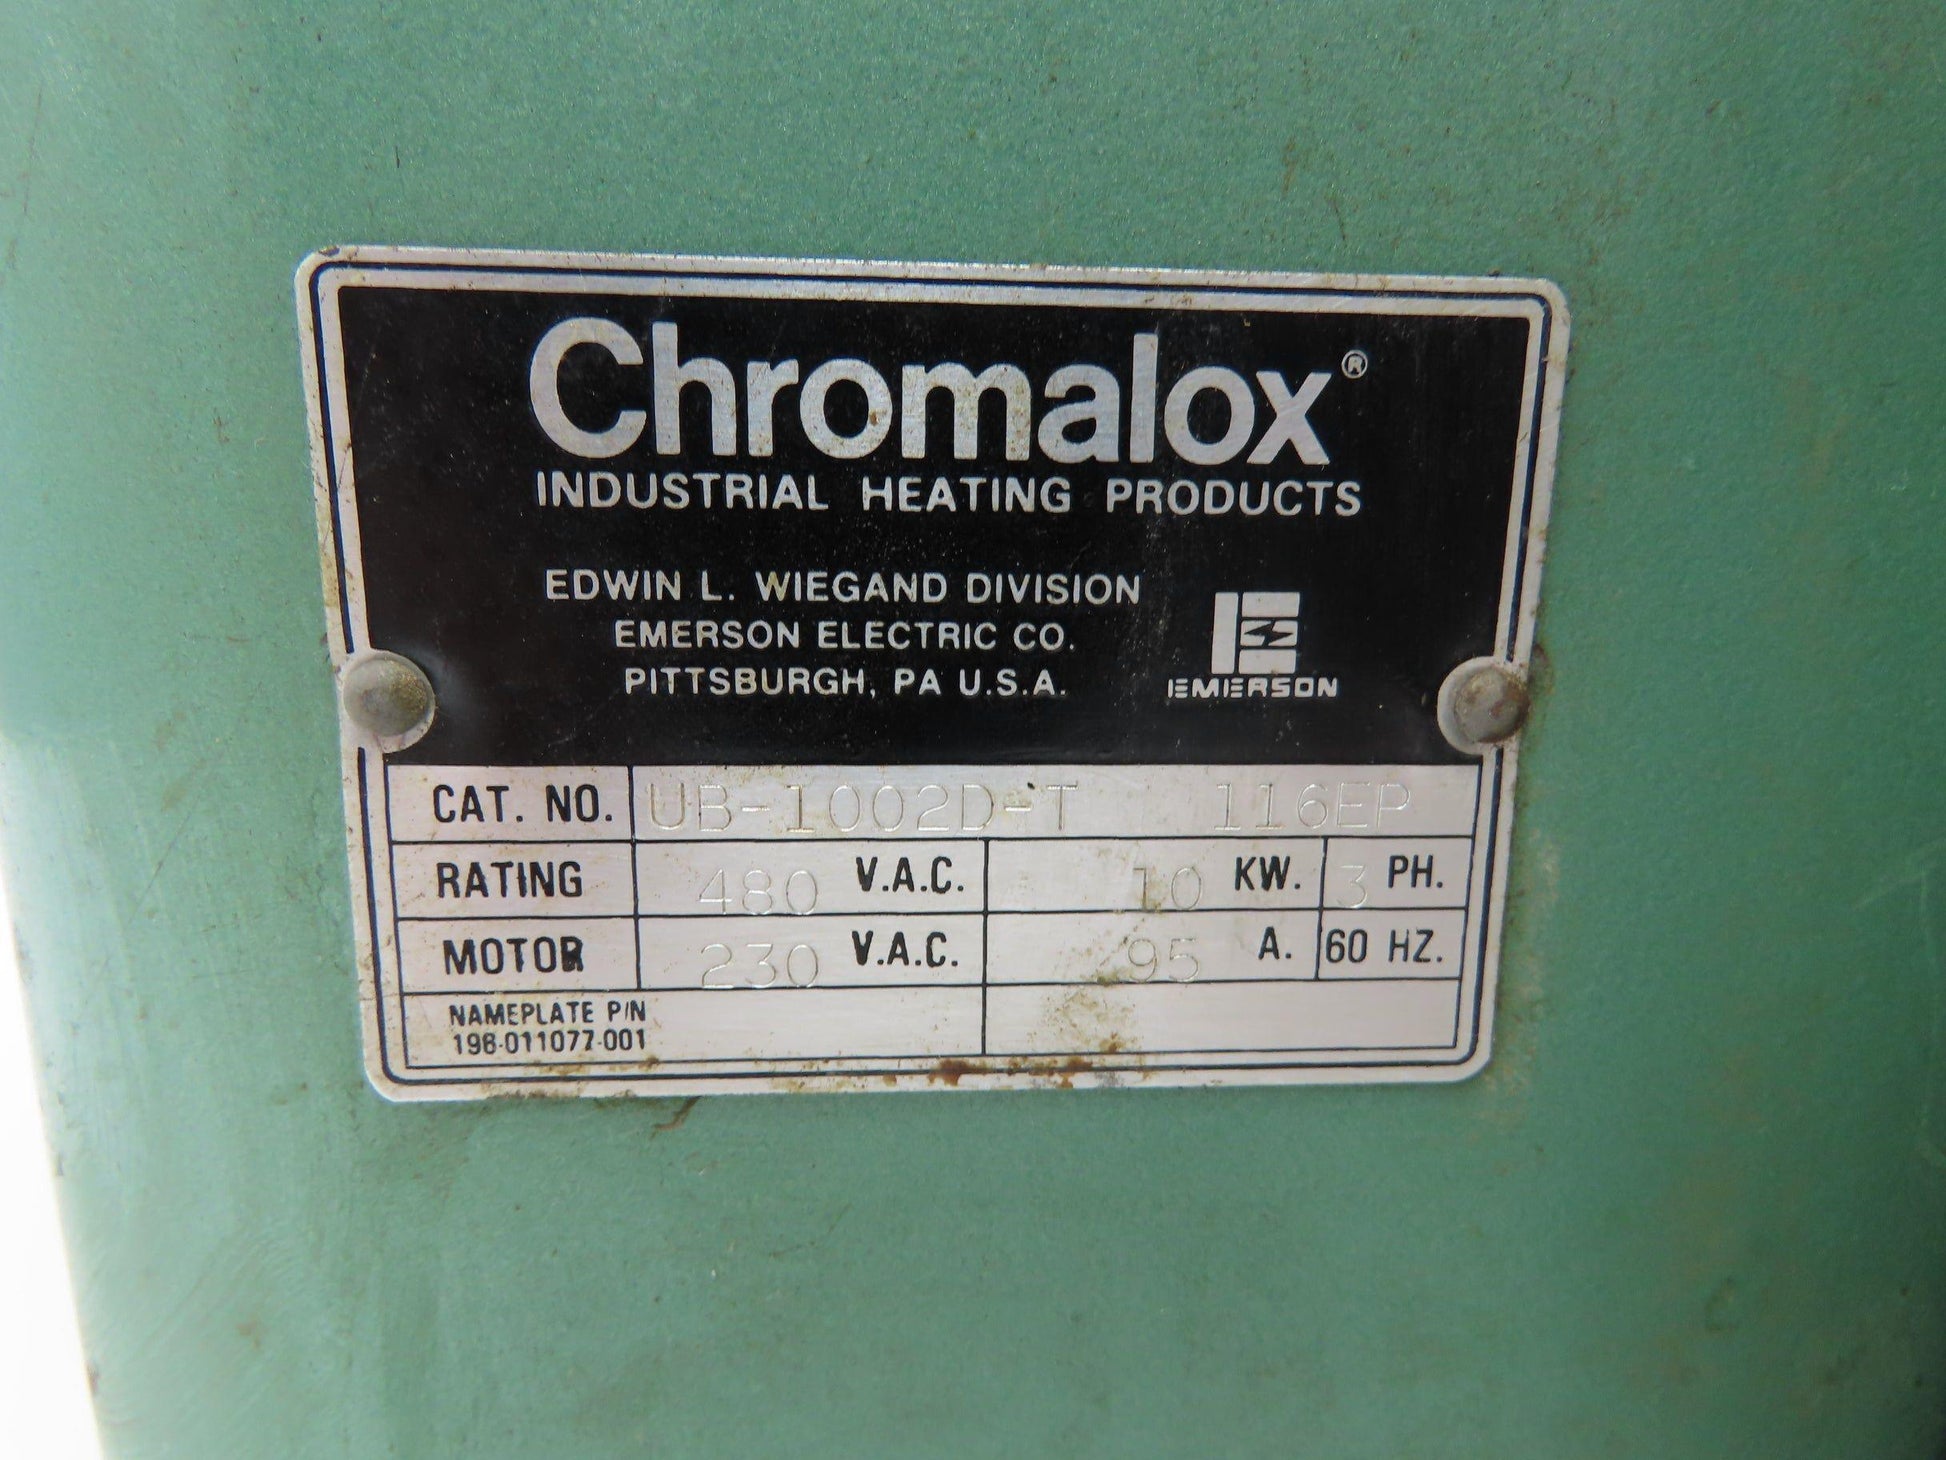 Chromalox®
INDUSTRIAL HEATING PRODUCTS
EDWIN L. WIEGAND DIVISION
EMERSON ELECTRIC CO.
PITTSBURGH, PA U.S.A.
EMERSON
CAT. NO. UB-1002D-T 116EP
RATING 480 V.A.C. 10 KW. 3 PH.
MOTOR 230 V.A.C. .95 A. 60 HZ.
NAMEPLATE P/N
196-011077-001